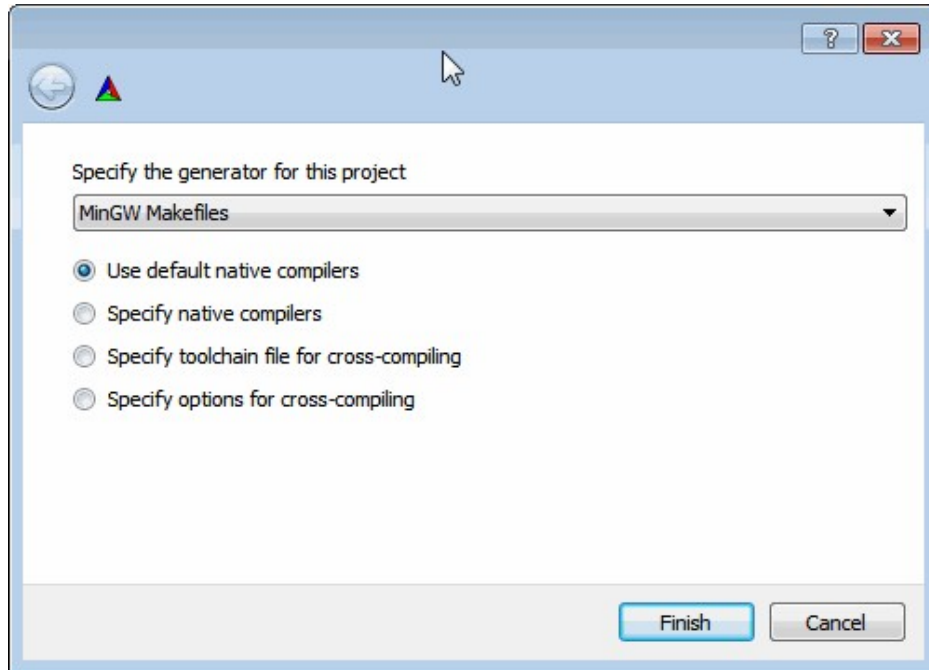 ?
Specify the generator for this project
MinGW Makefiles
Use default native compilers
Specify native compilers
Specify toolchain file for cross-compiling
Specify options for cross-compiling
Finish
Cancel